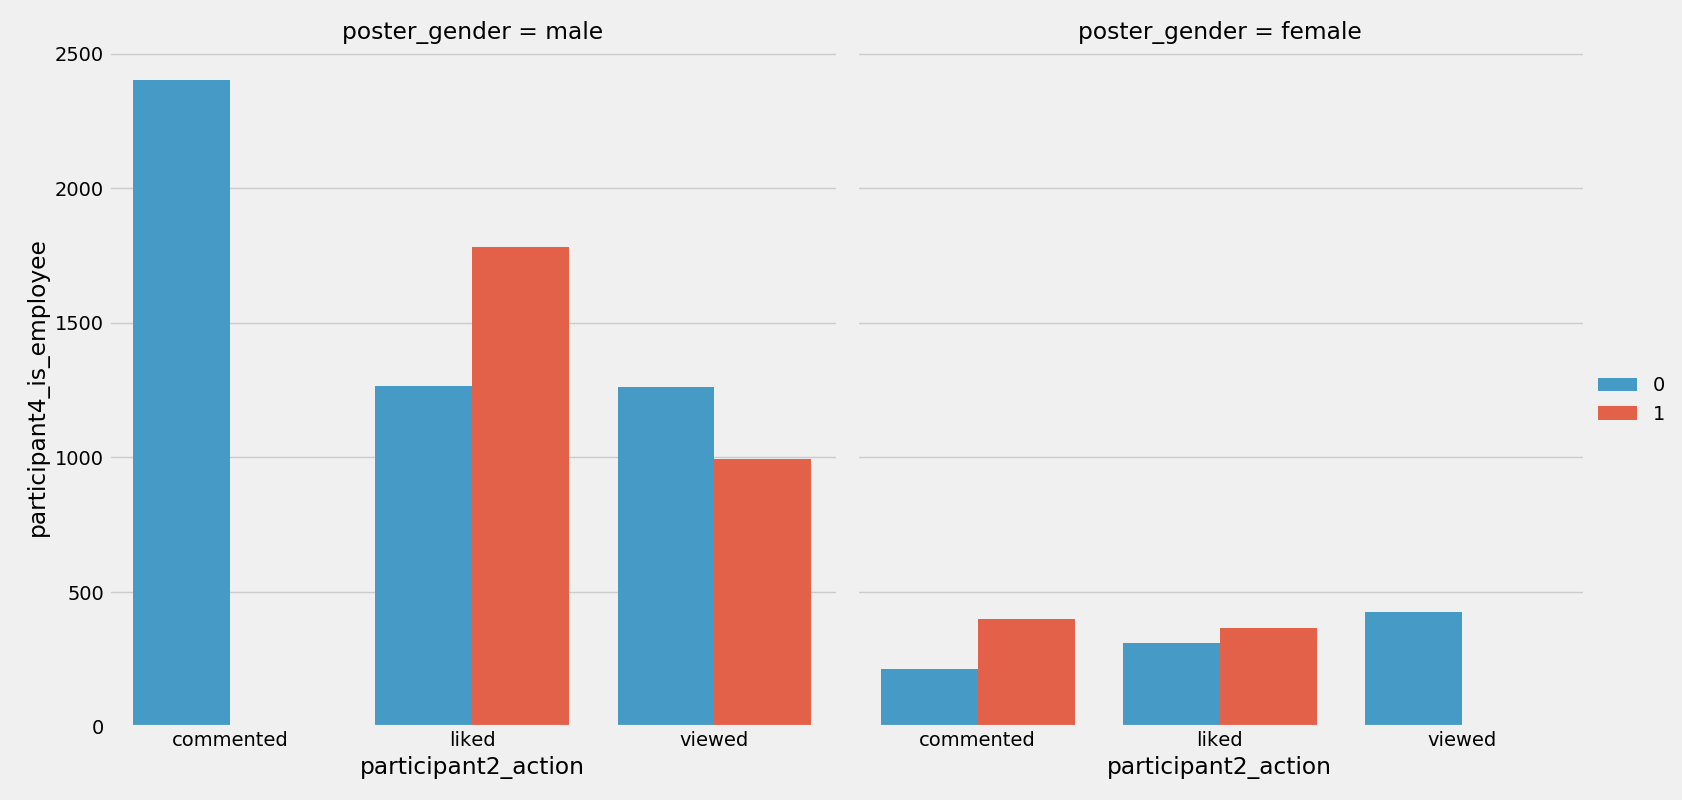 poster_gender = male
poster_gender = female
2500
2000
1500
1000
500
0
participant4_is_employee
commented
liked
viewed
participant2_action
commented
liked
viewed
participant2_action
0
1